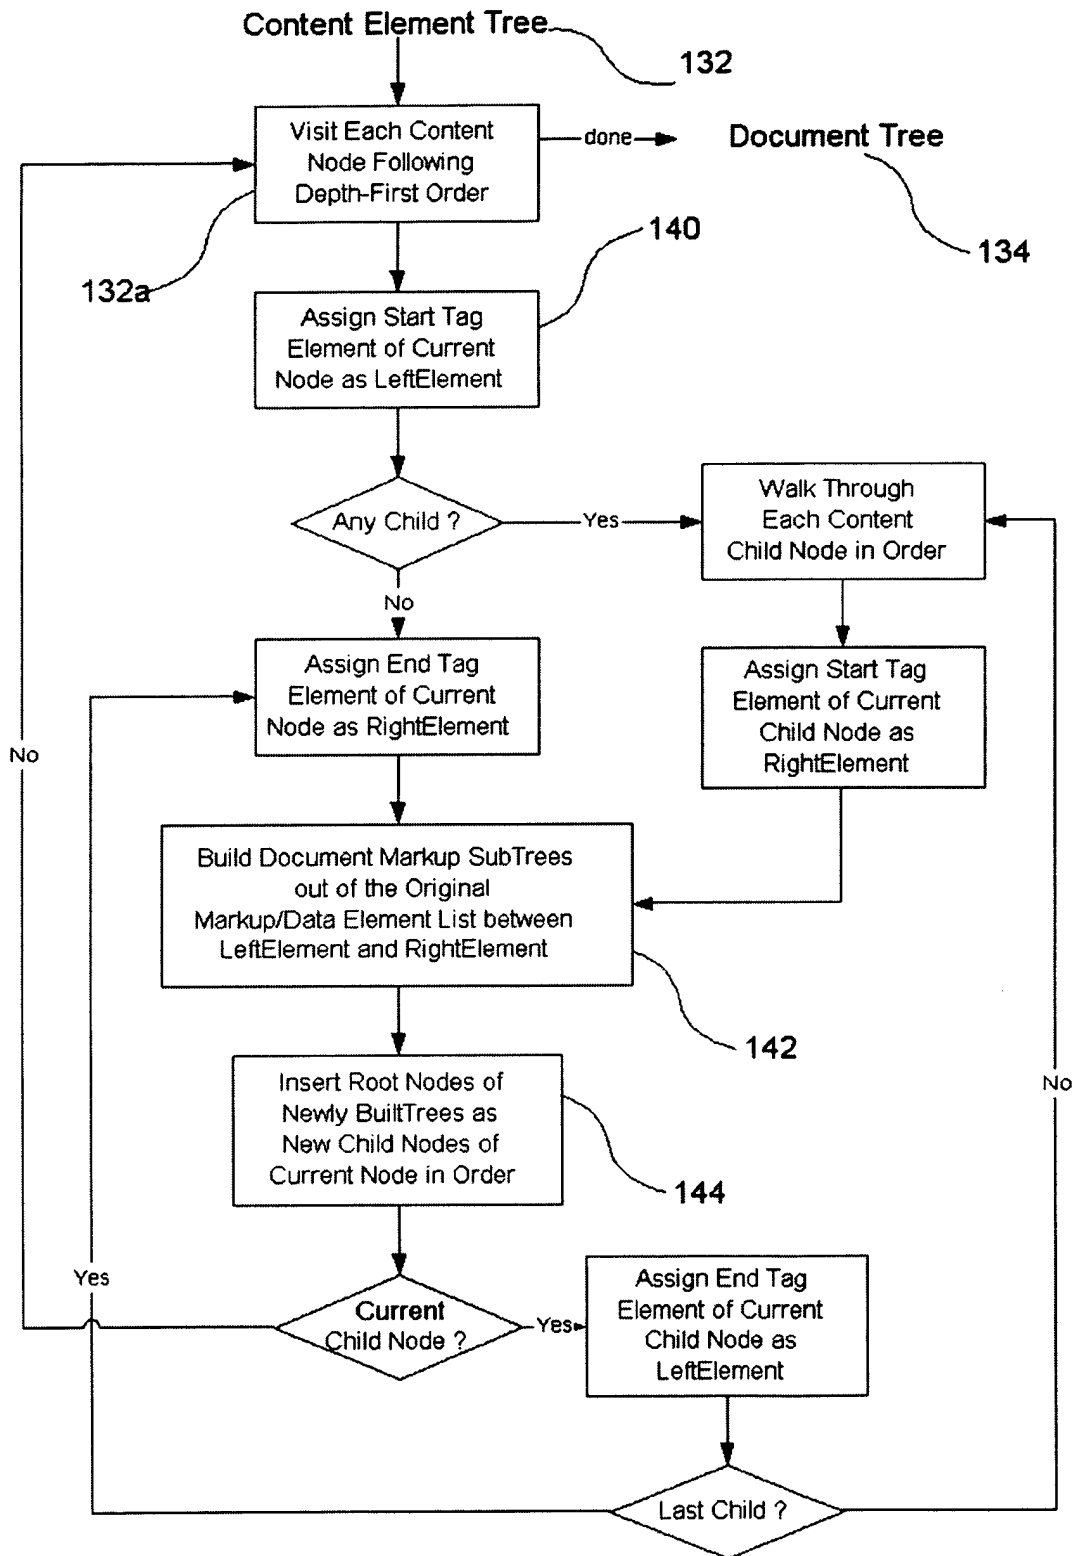 Content Element Tree
132
Visit Each Content
Node Following
Depth-First Order
done
Document Tree
134
132a
140
Assign Start Tag
Element of Current
Node as LeftElement
Any Child ?
Yes
Walk Through
Each Content
Child Node in Order
No
Assign End Tag
Element of Current
Node as RightElement
Assign Start Tag
Element of Current
Child Node as
RightElement
No
Build Document Markup SubTrees
out of the Original
Markup/Data Element List between
LeftElement and RightElement
142
Insert Root Nodes of
Newly BuiltTrees as
New Child Nodes of
Current Node in Order
144
No
Yes
Current
Child Node ?
Yes
Assign End Tag
Element of Current
Child Node as
LeftElement
Last Child ?